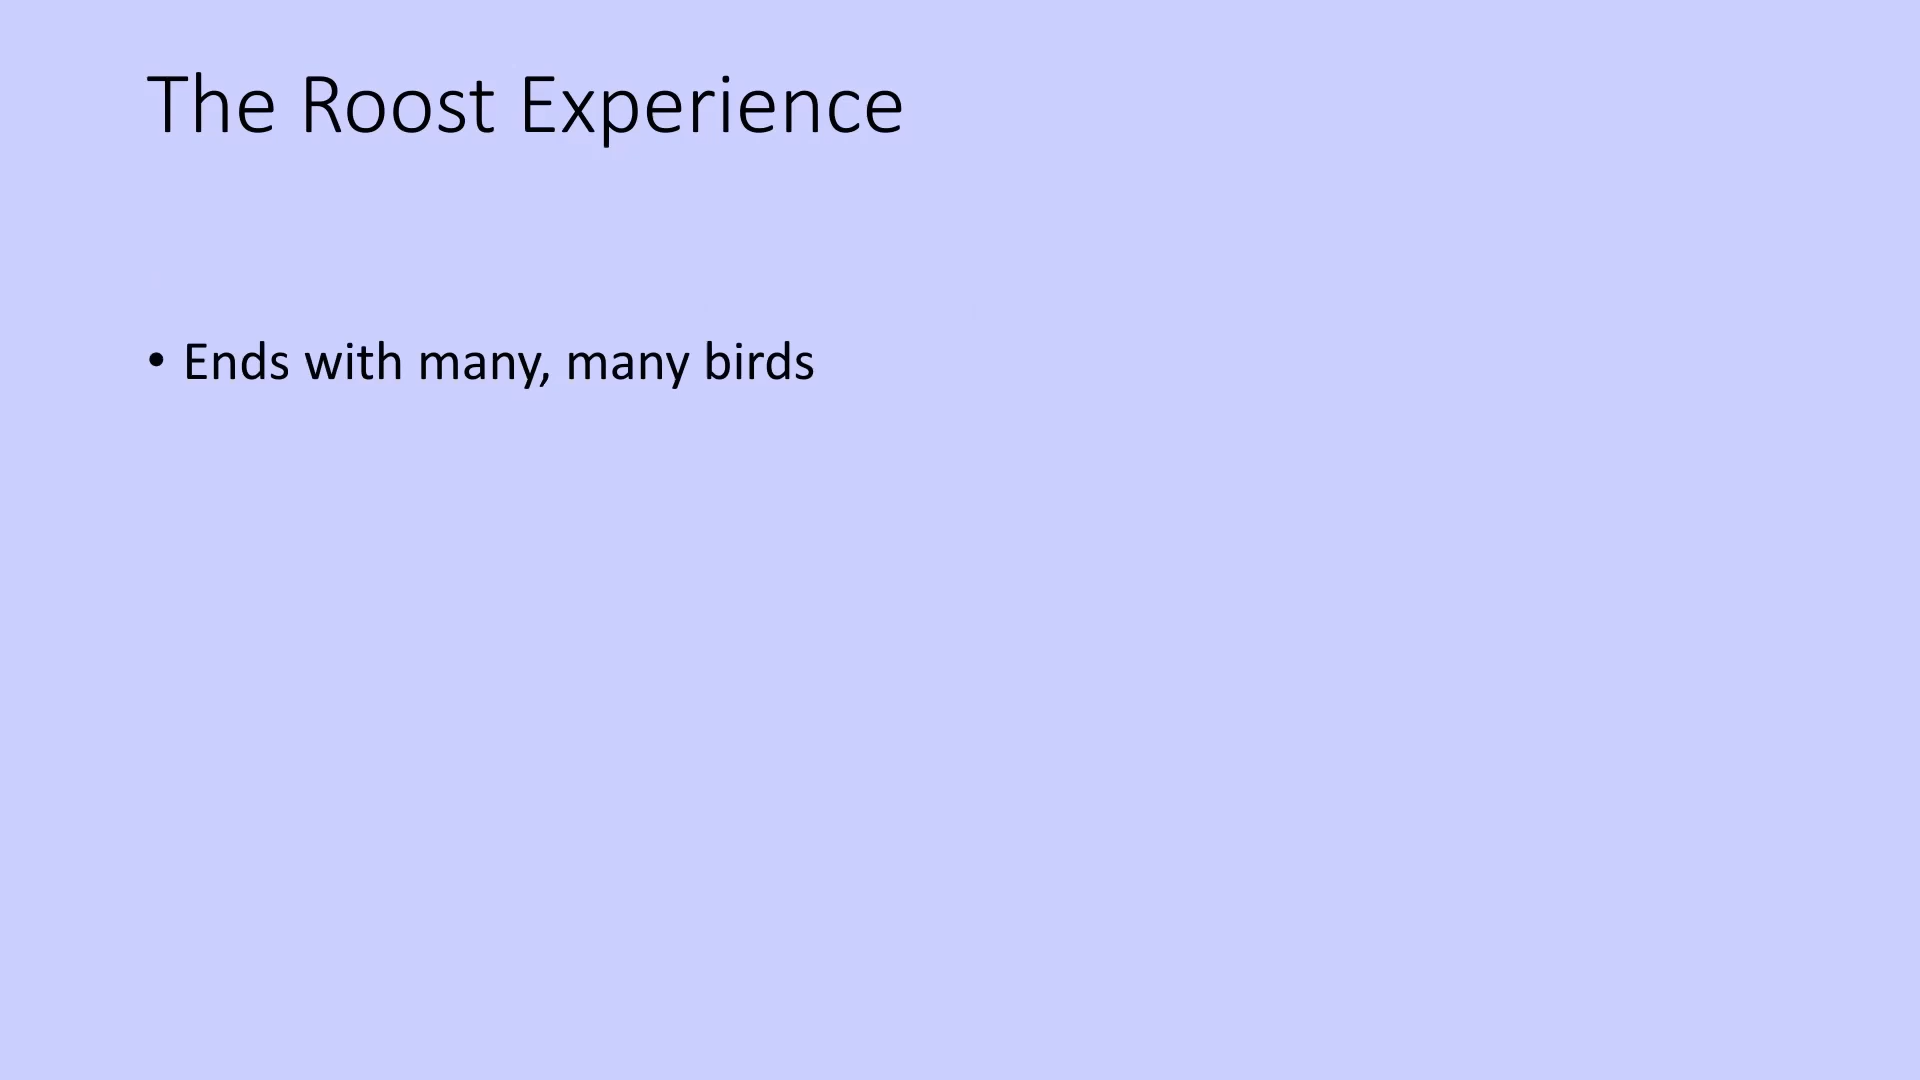 The Roost Experience
• Ends with many, many birds